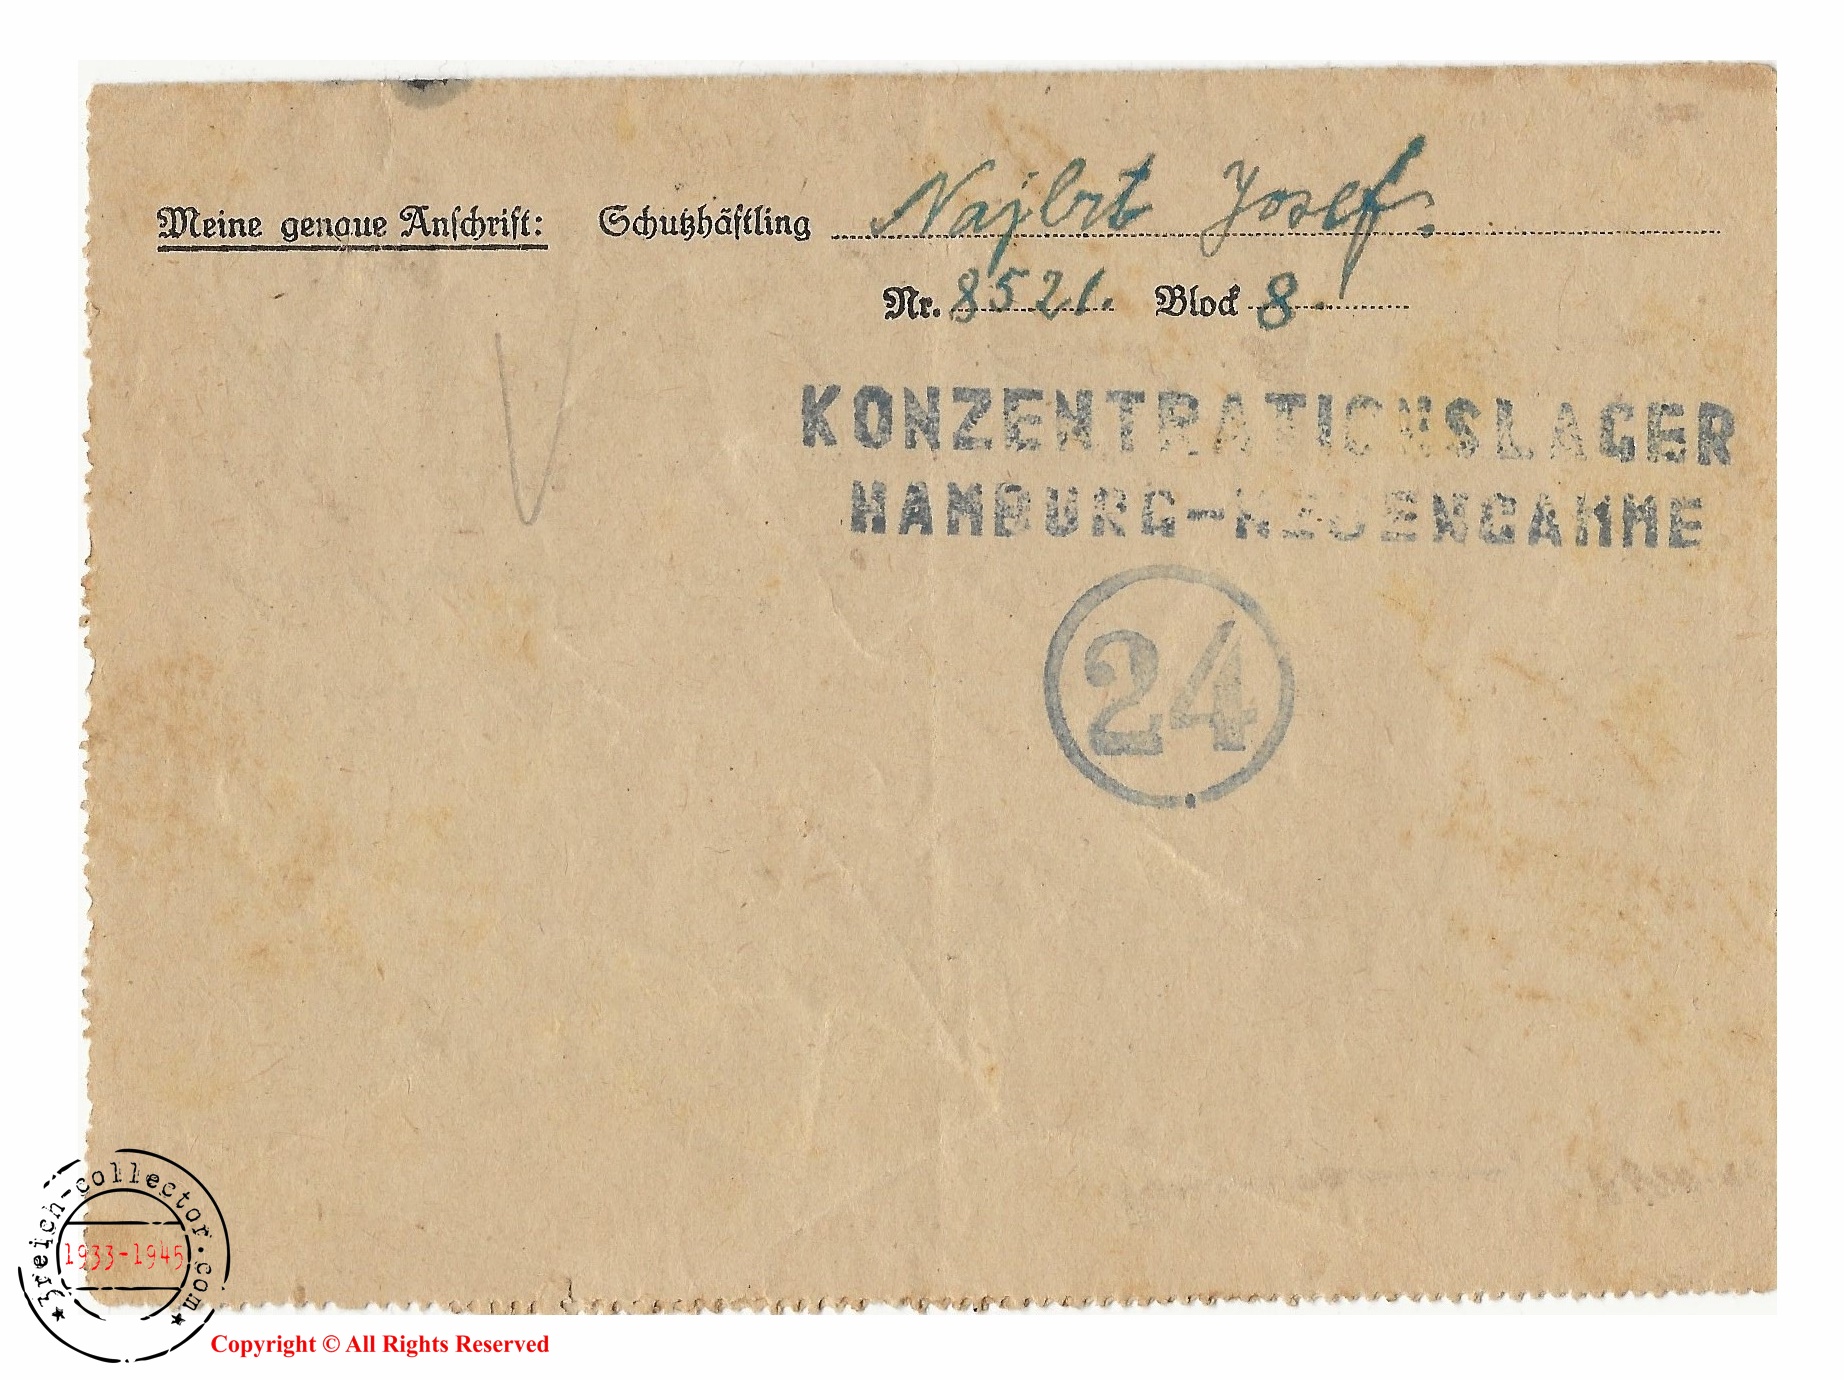 Meine genaue Anschrift: Schutzhäftling Najbrt Josef.
Nr. 8521. Block 8.
KONZENTRATIONSLAGER
HAMBURG-NEUENGAMME
24
3reich-collector.com
1933-1945
Copyright © All Rights Reserved